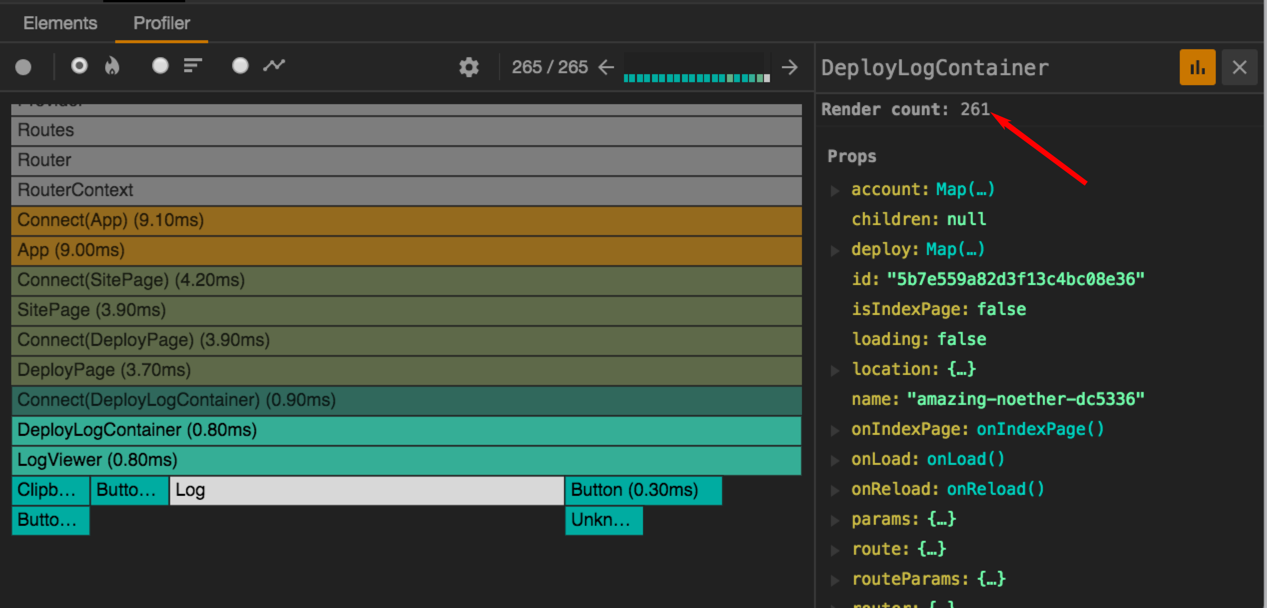 Elements Profiler
265 / 265
DeployLogContainer
Render count: 261
Provider
Routes
Router
RouterContext
Connect(App) (9.10ms)
App (9.00ms)
Connect(SitePage) (4.20ms)
SitePage (3.90ms)
Connect(DeployPage) (3.90ms)
DeployPage (3.70ms)
Connect(DeployLogContainer) (0.90ms)
DeployLogContainer (0.80ms)
LogViewer (0.80ms)
Clipb… Butto… Log Button (0.30ms)
Butto… Unkn…
Props
account: Map(…)
children: null
deploy: Map(…)
id: "5b7e559a82d3f13c4bc08e36"
isIndexPage: false
loading: false
location: {…}
name: "amazing-noether-dc5336"
onIndexPage: onIndexPage()
onLoad: onLoad()
onReload: onReload()
params: {…}
route: {…}
routeParams: {…}
router: {…}